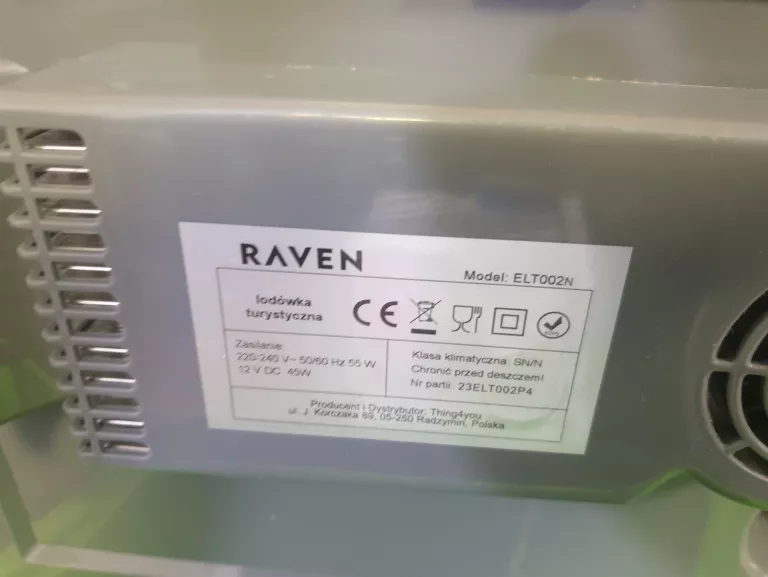 RAVEN
Model: ELT002N
lodówka
turystyczna
CE
Zasilanie:
220-240 V~ 50/60 Hz 55 W
12 V DC 45W
Klasa klimatyczna: SN/N
Chronić przed deszczem!
Nr partii: 23ELT002P4
Producent i Dystrybutor: Thing4you
ul. J. Korczaka 69, 05-250 Radzymin, Polska